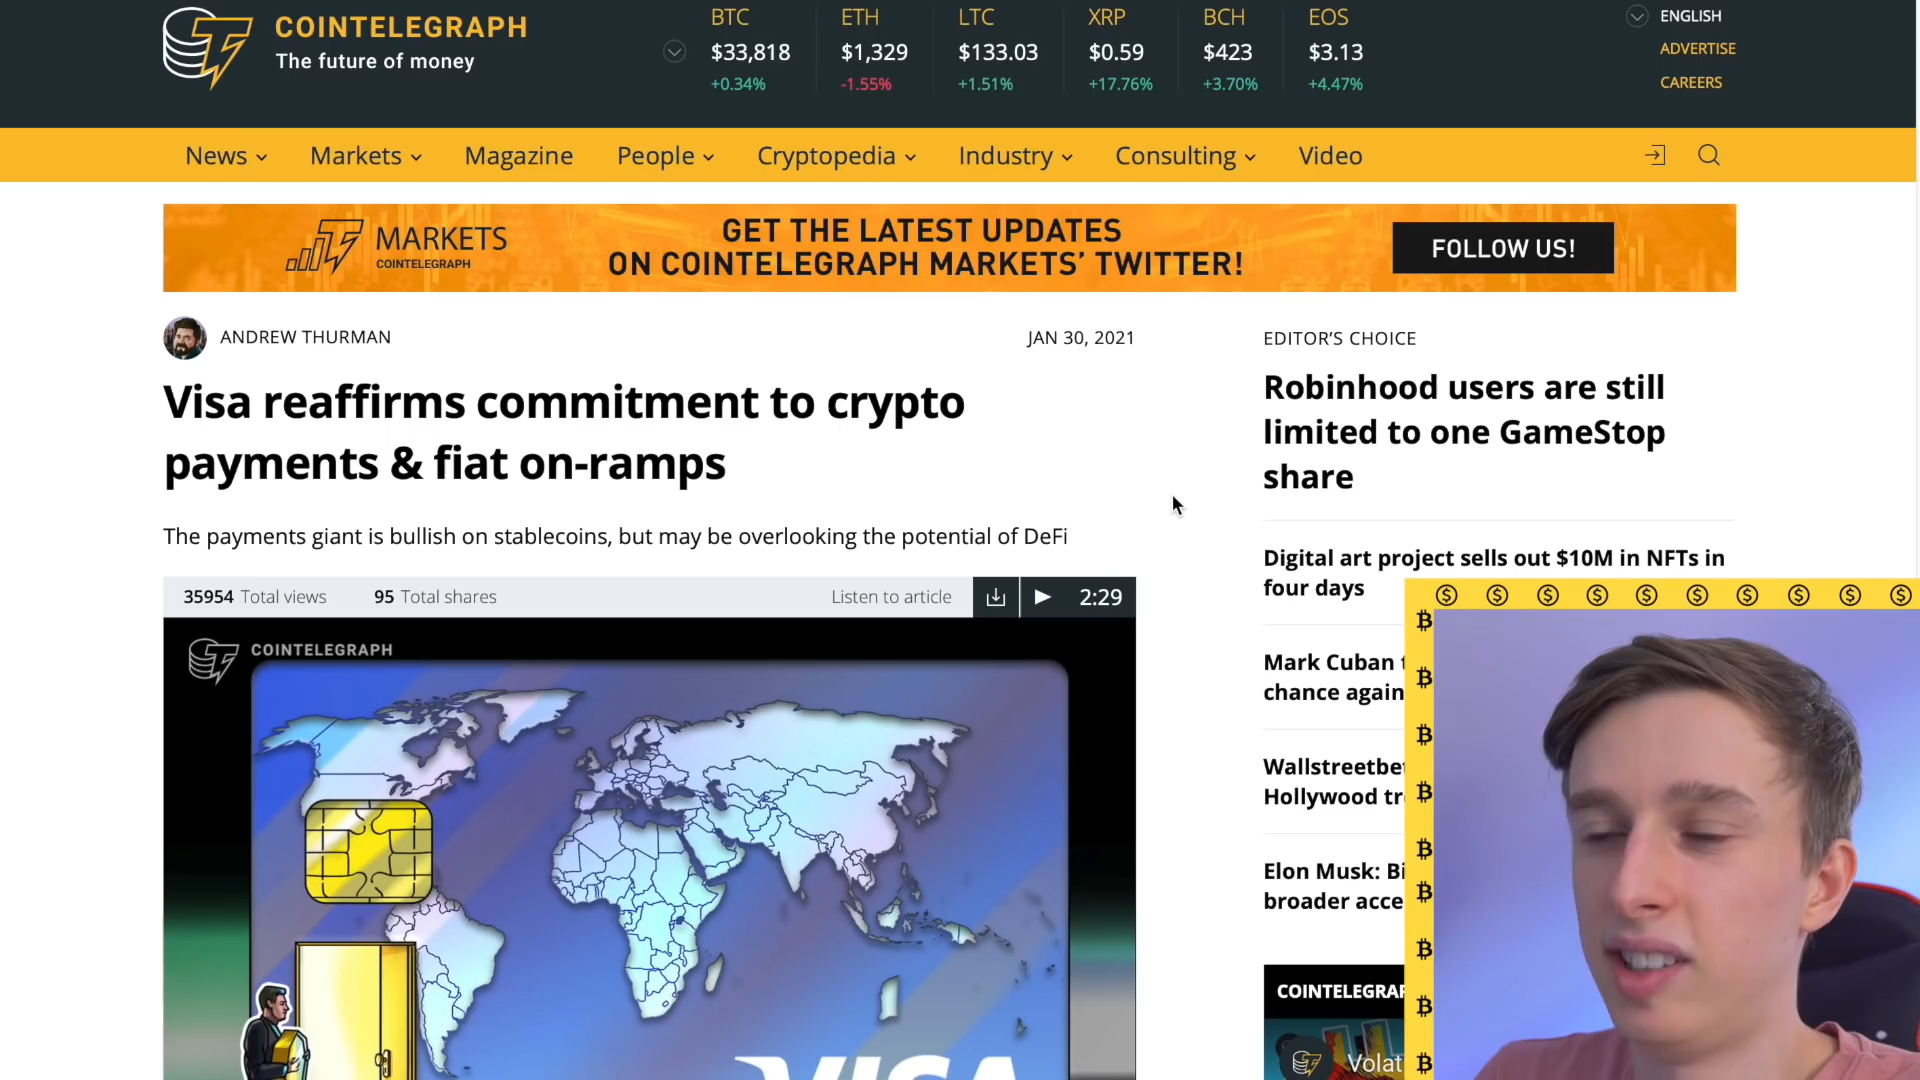 COINTELEGRAPH
The future of money
BTC
$33,818
+0.34%
ETH
$1,329
-1.55%
LTC
$133.03
+1.51%
XRP
$0.59
+17.76%
BCH
$423
+3.70%
EOS
$3.13
+4.47%
ENGLISH
ADVERTISE
CAREERS
News
Markets
Magazine
People
Cryptopedia
Industry
Consulting
Video
MARKETS
COINTELEGRAPH
GET THE LATEST UPDATES
ON COINTELEGRAPH MARKETS' TWITTER!
FOLLOW US!
ANDREW THURMAN
JAN 30, 2021
Visa reaffirms commitment to crypto
payments & fiat on-ramps
The payments giant is bullish on stablecoins, but may be overlooking the potential of DeFi
35954 Total views
95 Total shares
Listen to article
2:29
COINTELEGRAPH
VISA
EDITOR'S CHOICE
Robinhood users are still
limited to one GameStop
share
Digital art project sells out $10M in NFTs in
four days
Mark Cuban
chance
Hollywood
Elon Musk:
broader